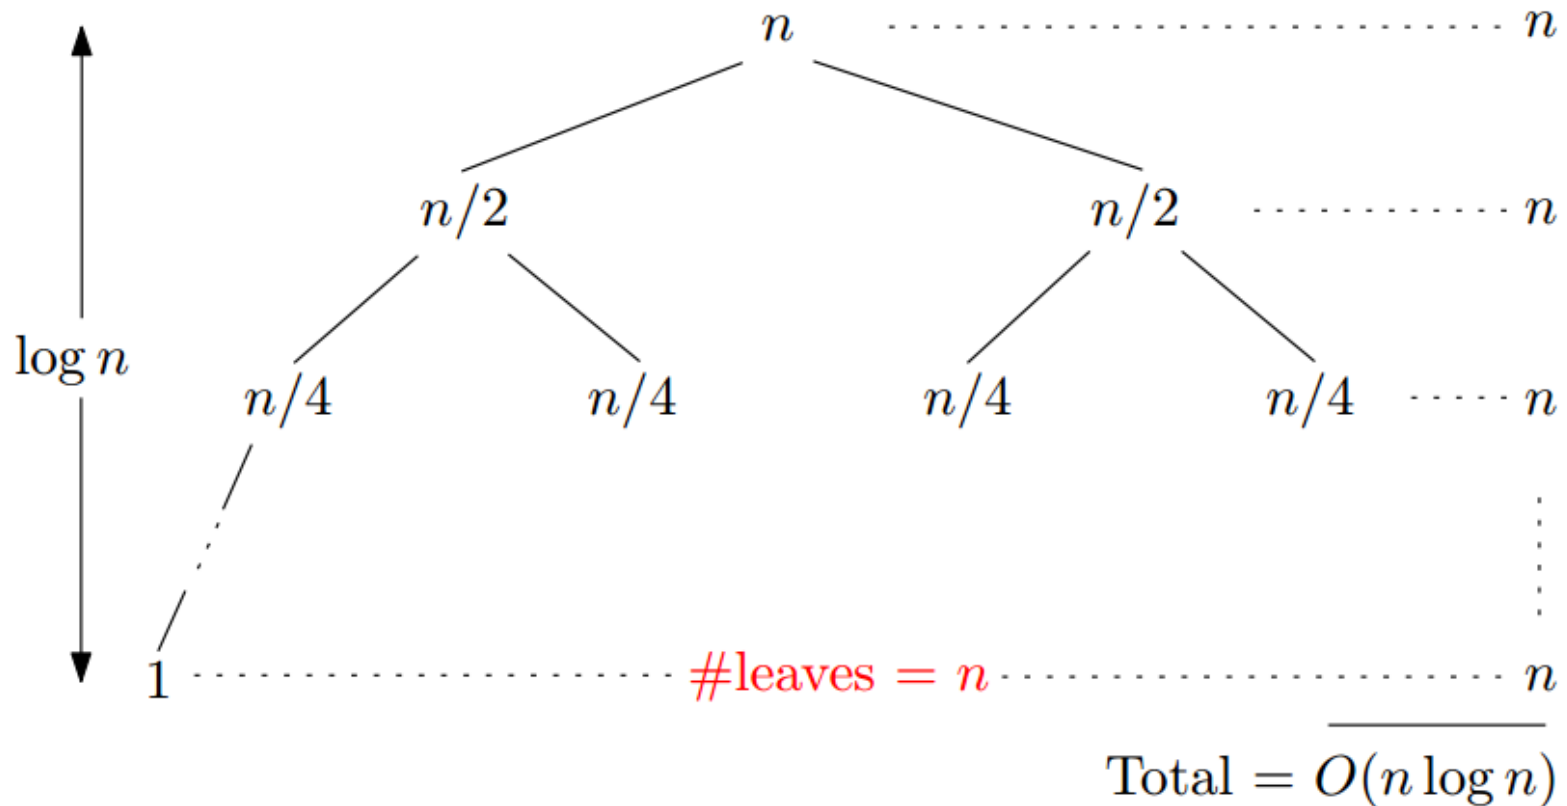 n n
n/2 n/2 n
log n
n/4 n/4 n/4 n/4 n
1 #leaves = n n
Total = O(n log n)